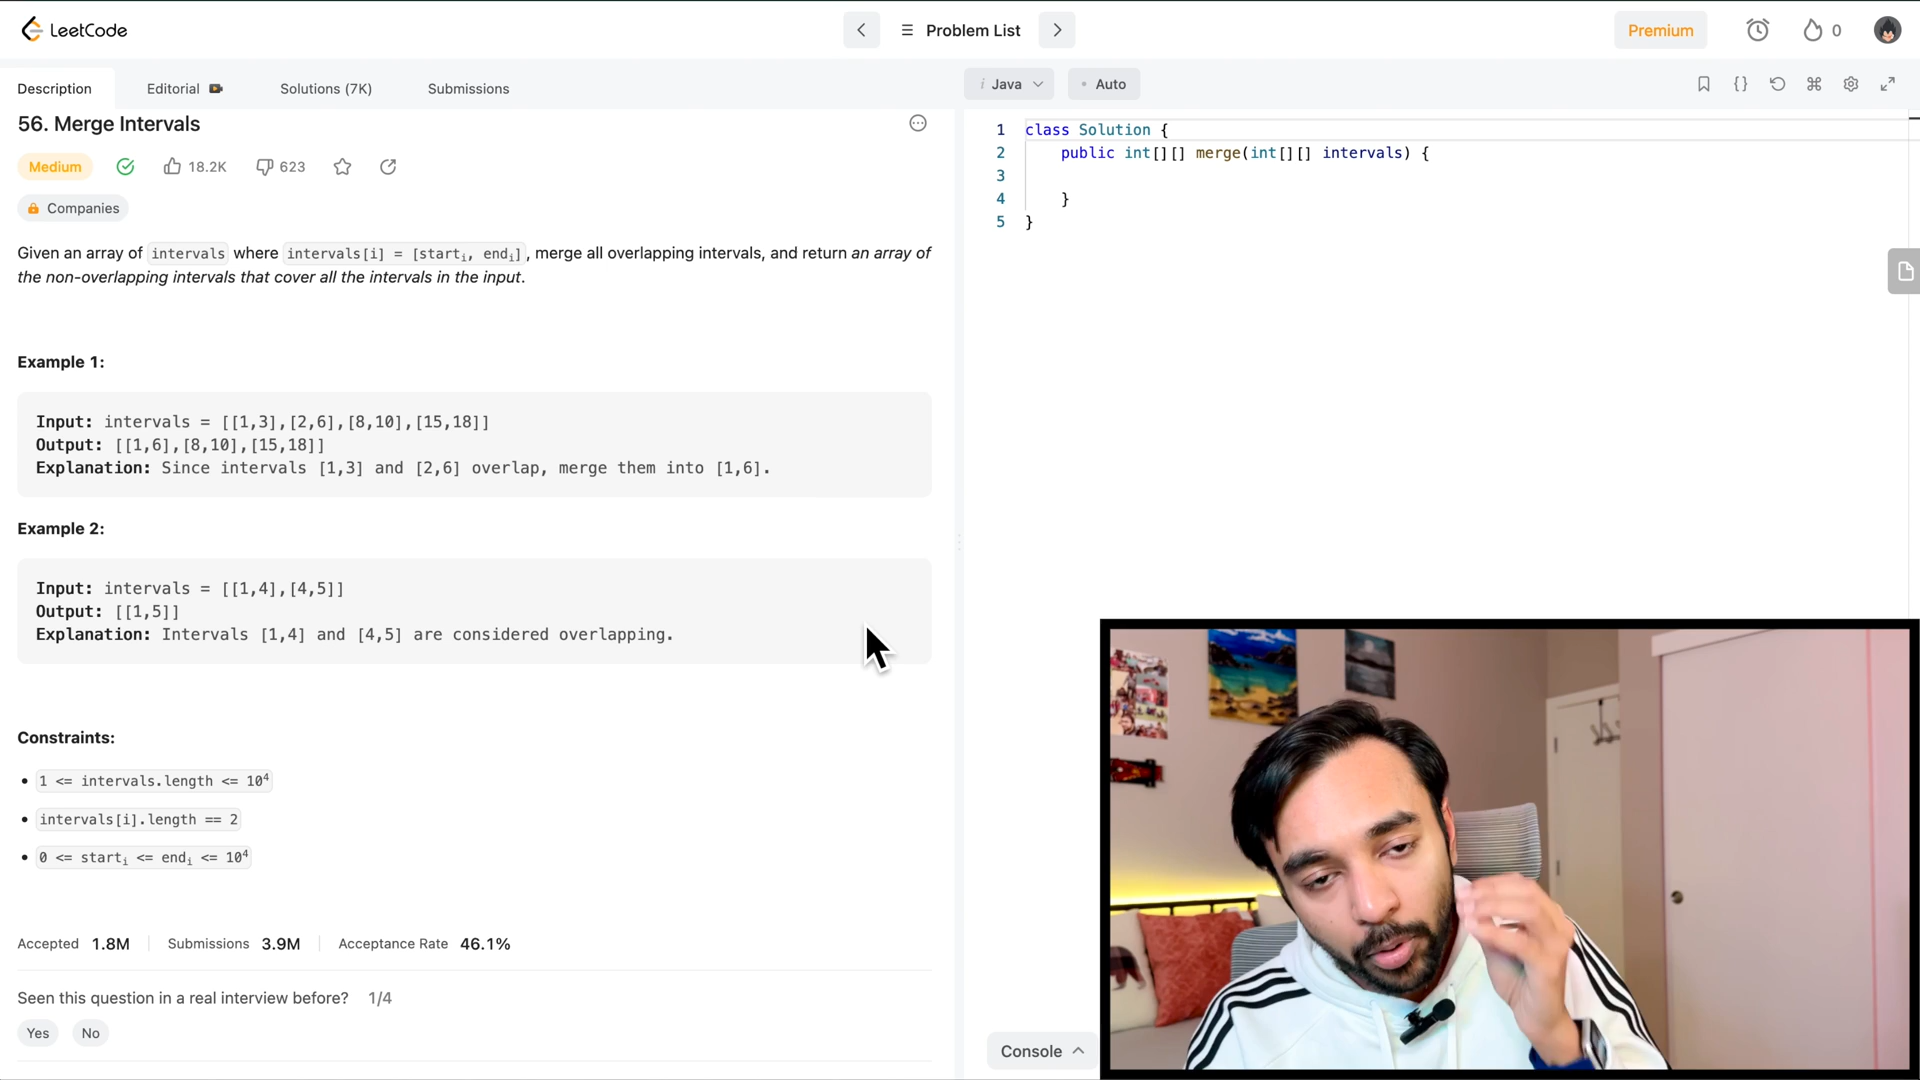 LeetCode
Problem List
Premium
0
Description
Editorial
Solutions (7K)
Submissions
Java
Auto
56. Merge Intervals
Medium
18.2K
623
Companies
Given an array of intervals where intervals[i] = [startᵢ, endᵢ], merge all overlapping intervals, and return an array of
the non-overlapping intervals that cover all the intervals in the input.
Example 1:
Input: intervals = [[1,3],[2,6],[8,10],[15,18]]
Output: [[1,6],[8,10],[15,18]]
Explanation: Since intervals [1,3] and [2,6] overlap, merge them into [1,6].
Example 2:
Input: intervals = [[1,4],[4,5]]
Output: [[1,5]]
Explanation: Intervals [1,4] and [4,5] are considered overlapping.
Constraints:
1 <= intervals.length <= 10⁴
intervals[i].length == 2
0 <= startᵢ <= endᵢ <= 10⁴
Accepted 1.8M
Submissions 3.9M
Acceptance Rate 46.1%
Seen this question in a real interview before? 1/4
Yes
No
1 class Solution {
2 public int[][] merge(int[][] intervals) {
3
4 }
5 }
Console